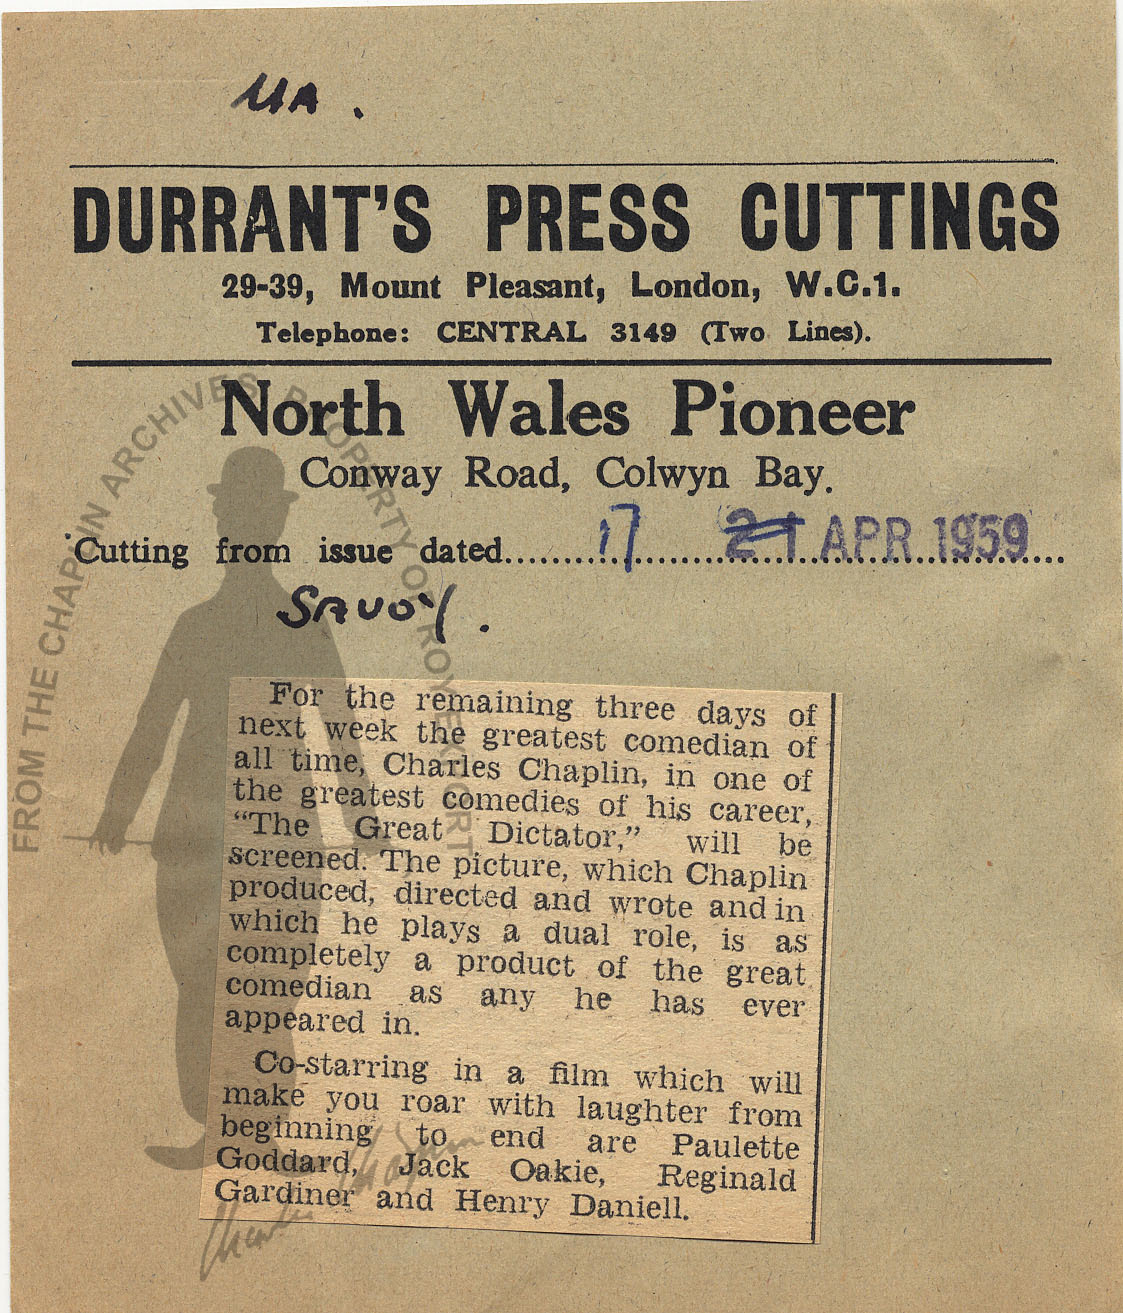 UA.
DURRANT'S PRESS CUTTINGS
29-39, Mount Pleasant, London, W.C.1.
Telephone: CENTRAL 3149 (Two Lines).
North Wales Pioneer
Conway Road, Colwyn Bay.
Cutting from issue dated 17 21 APR 1959
SAVOY.
For the remaining three days of
next week the greatest comedian of
all time, Charles Chaplin, in one of
the greatest comedies of his career,
“The Great Dictator,” will be
screened. The picture, which Chaplin
produced, directed and wrote and in
which he plays a dual role, is as
completely a product of the great
comedian as any he has ever
appeared in.
Co-starring in a film which will
make you roar with laughter from
beginning to end are Paulette
Goddard, Jack Oakie, Reginald
Gardiner and Henry Daniell.
FROM THE CHAPLIN ARCHIVES, PROPERTY OF ROY EXPORT
Charles Chaplin